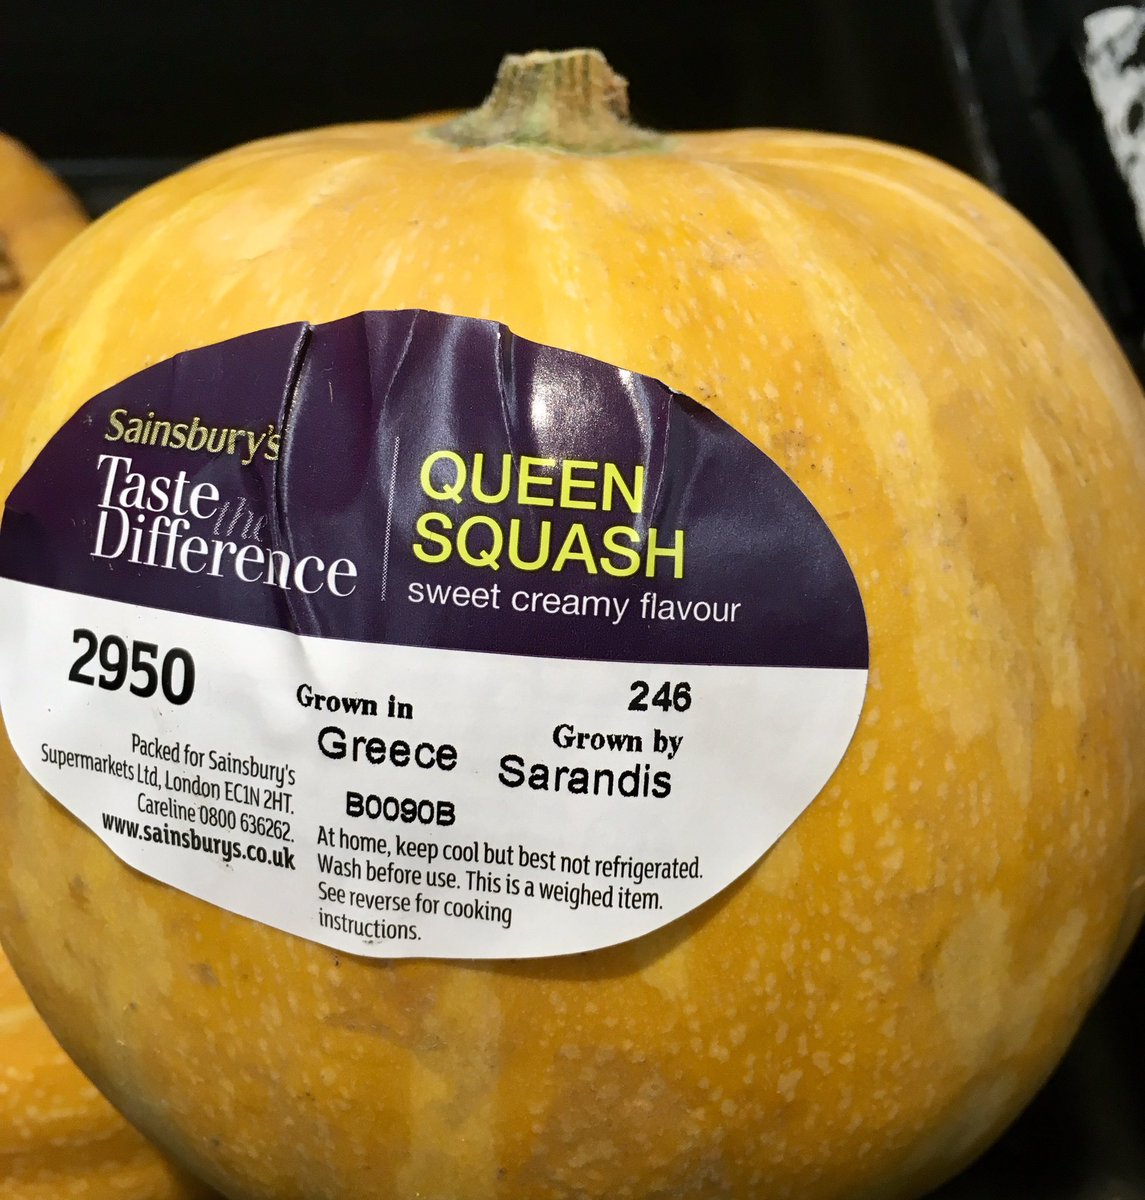 Sainsbury's
Taste the
Difference
QUEEN
SQUASH
sweet creamy flavour
2950
Packed for Sainsbury's
Supermarkets Ltd, London EC1N 2HT.
Careline 0800 636262.
www.sainsburys.co.uk
Grown in
Greece
B0090B
246
Grown by
Sarandis
At home, keep cool but best not refrigerated.
Wash before use. This is a weighed item.
See reverse for cooking
instructions.